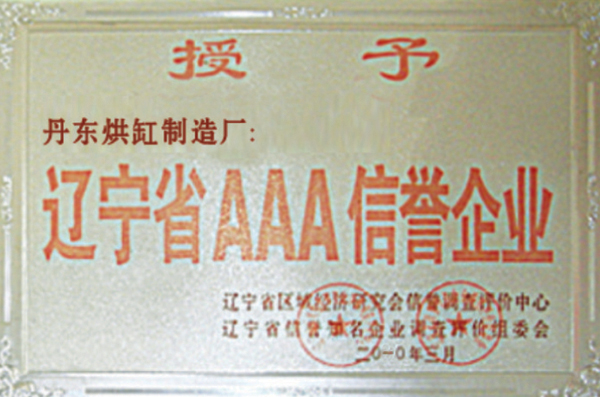 授 予
丹东烘缸制造厂:
辽宁省AAA信誉企业
辽宁省区域经济研究会信誉调查评价中心
辽宁省信誉知名企业调查评价组委会
二〇一〇年三月